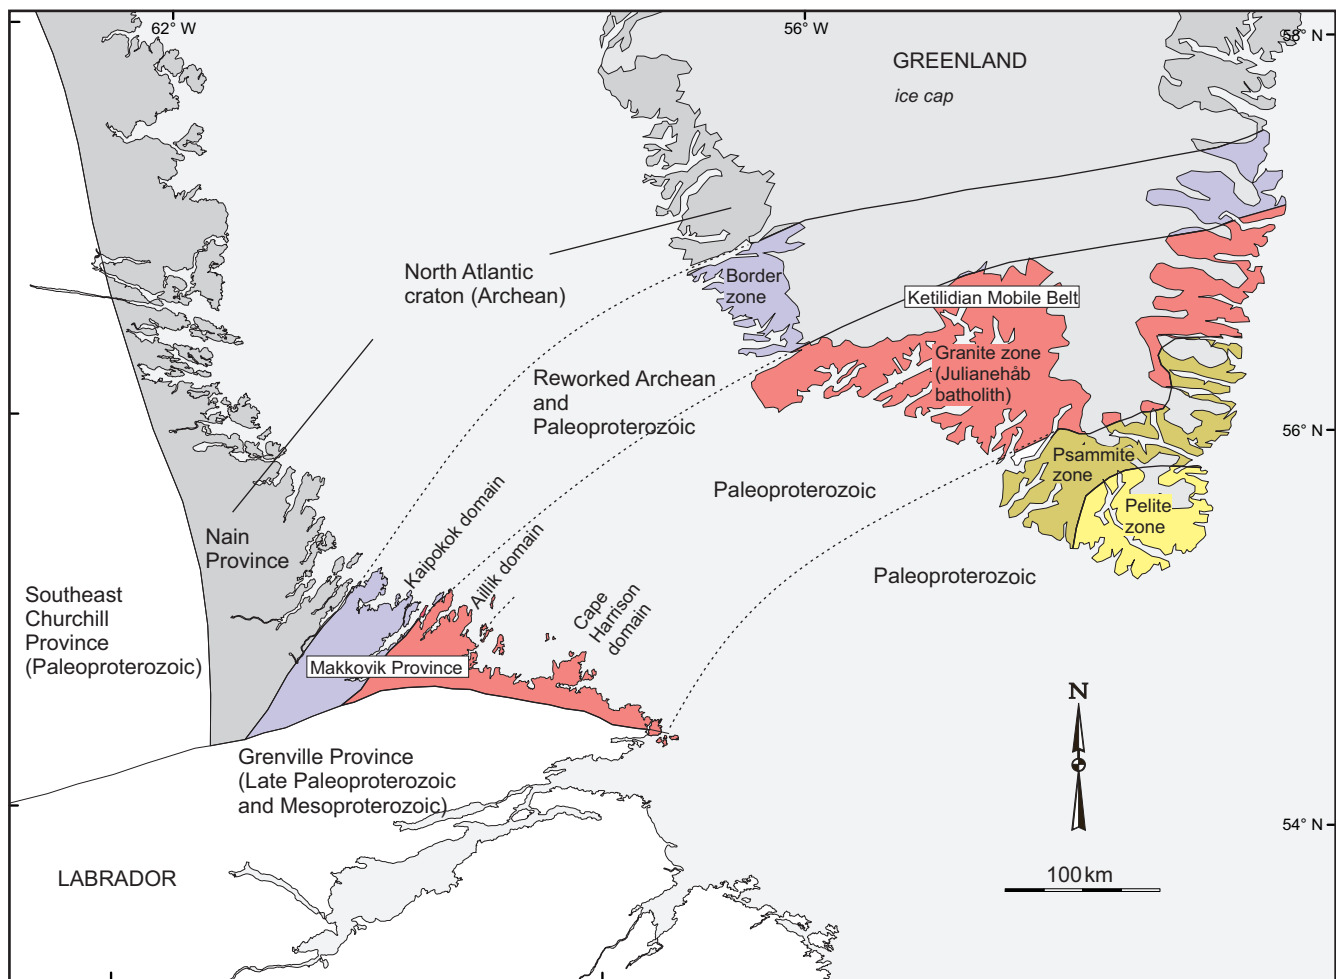 62° W
56° W
58° N
GREENLAND
ice cap
North Atlantic
craton (Archean)
Border
zone
Ketilidian Mobile Belt
Granite zone
(Julianehåb
batholith)
Reworked Archean
and
Paleoproterozoic
56° N
Psammite
zone
Paleoproterozoic
Pelite
zone
Nain
Province
Kaipokok domain
Aillik domain
Cape
Harrison
domain
Paleoproterozoic
Southeast
Churchill
Province
(Paleoproterozoic)
Makkovik Province
N
Grenville Province
(Late Paleoproterozoic
and Mesoproterozoic)
54° N
LABRADOR
100 km